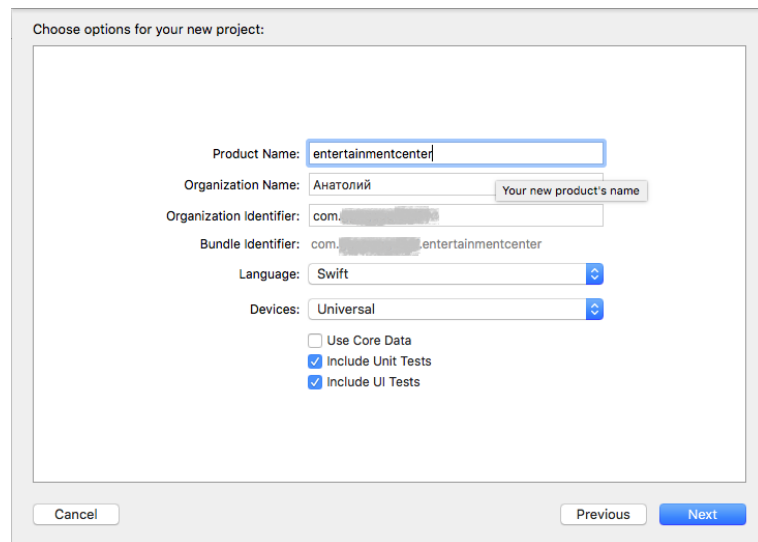 Choose options for your new project:
Product Name: entertainmentcenter
Organization Name: Анатолий
Your new product's name
Organization Identifier: com.
Bundle Identifier: com. .entertainmentcenter
Language: Swift
Devices: Universal
Use Core Data
Include Unit Tests
Include UI Tests
Cancel Previous Next